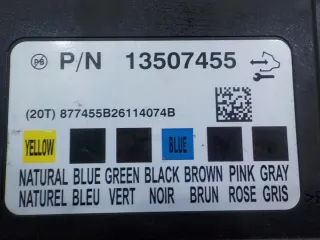 P/N 13507455
(20T) 877455B26114074B
YELLOW BLUE
NATURAL BLUE GREEN BLACK BROWN PINK GRAY
NATUREL BLEU VERT NOIR BRUN ROSE GRIS